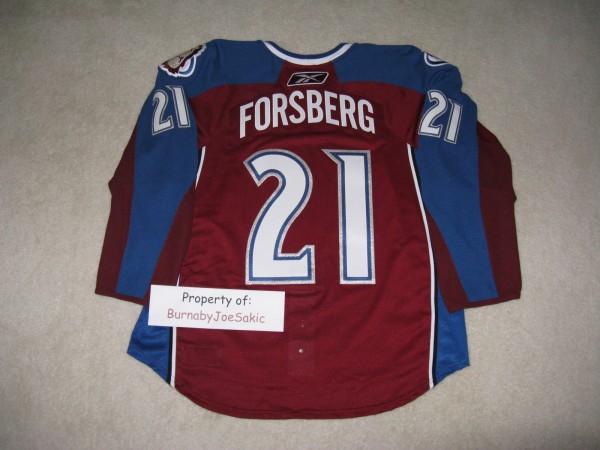 FORSBERG
21
21
21
Property of:
BurnabyJoeSakic